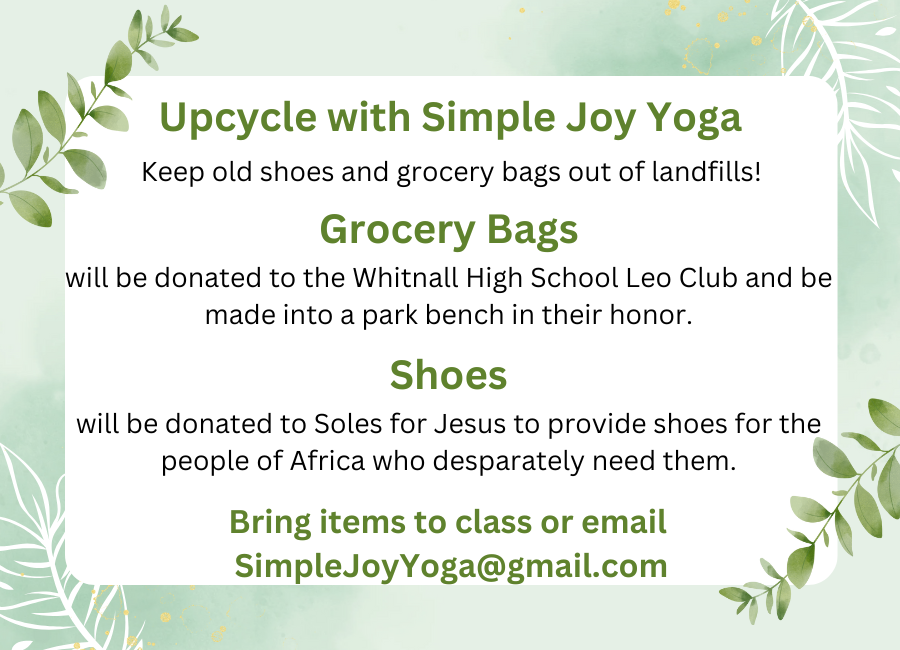 Upcycle with Simple Joy Yoga
Keep old shoes and grocery bags out of landfills!
Grocery Bags
will be donated to the Whitnall High School Leo Club and be
made into a park bench in their honor.
Shoes
will be donated to Soles for Jesus to provide shoes for the
people of Africa who desparately need them.
Bring items to class or email
SimpleJoyYoga@gmail.com